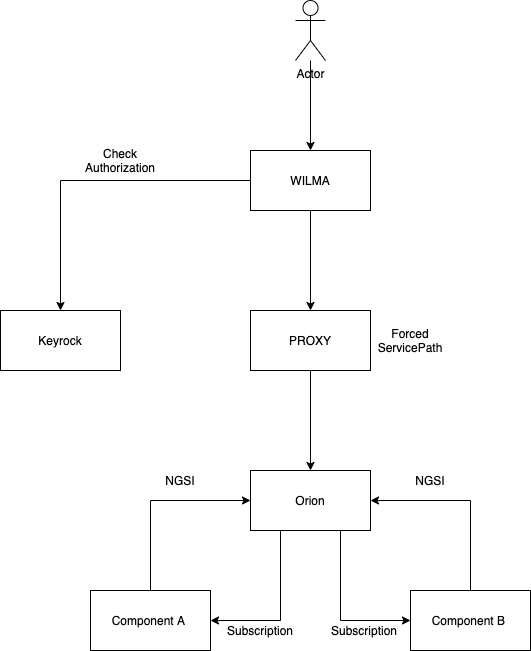 Actor
Check
Authorization
WILMA
Keyrock
PROXY
Forced
ServicePath
NGSI
Orion
NGSI
Component A
Subscription
Subscription
Component B